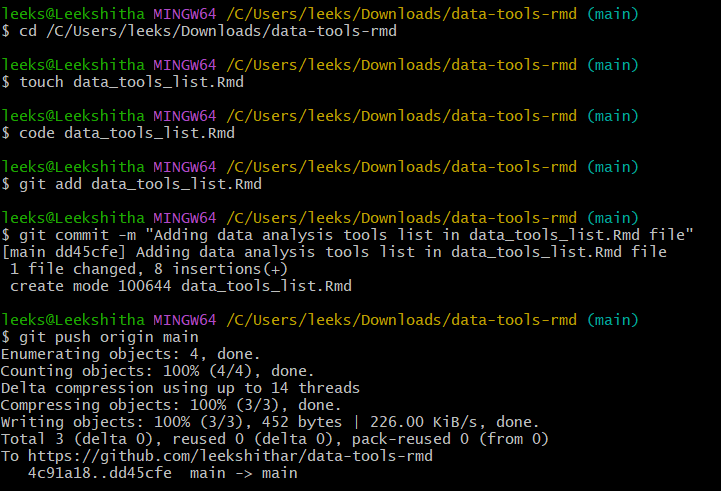 leeks@Leekshitha MINGW64 /C/Users/leeks/Downloads/data-tools-rmd (main)
$ cd /C/Users/leeks/Downloads/data-tools-rmd
leeks@Leekshitha MINGW64 /C/Users/leeks/Downloads/data-tools-rmd (main)
$ touch data_tools_list.Rmd
leeks@Leekshitha MINGW64 /C/Users/leeks/Downloads/data-tools-rmd (main)
$ code data_tools_list.Rmd
leeks@Leekshitha MINGW64 /C/Users/leeks/Downloads/data-tools-rmd (main)
$ git add data_tools_list.Rmd
leeks@Leekshitha MINGW64 /C/Users/leeks/Downloads/data-tools-rmd (main)
$ git commit -m "Adding data analysis tools list in data_tools_list.Rmd file"
[main dd45cfe] Adding data analysis tools list in data_tools_list.Rmd file
 1 file changed, 8 insertions(+)
 create mode 100644 data_tools_list.Rmd
leeks@Leekshitha MINGW64 /C/Users/leeks/Downloads/data-tools-rmd (main)
$ git push origin main
Enumerating objects: 4, done.
Counting objects: 100% (4/4), done.
Delta compression using up to 14 threads
Compressing objects: 100% (3/3), done.
Writing objects: 100% (3/3), 452 bytes | 226.00 KiB/s, done.
Total 3 (delta 0), reused 0 (delta 0), pack-reused 0 (from 0)
To https://github.com/leekshithar/data-tools-rmd
   4c91a18..dd45cfe  main -> main